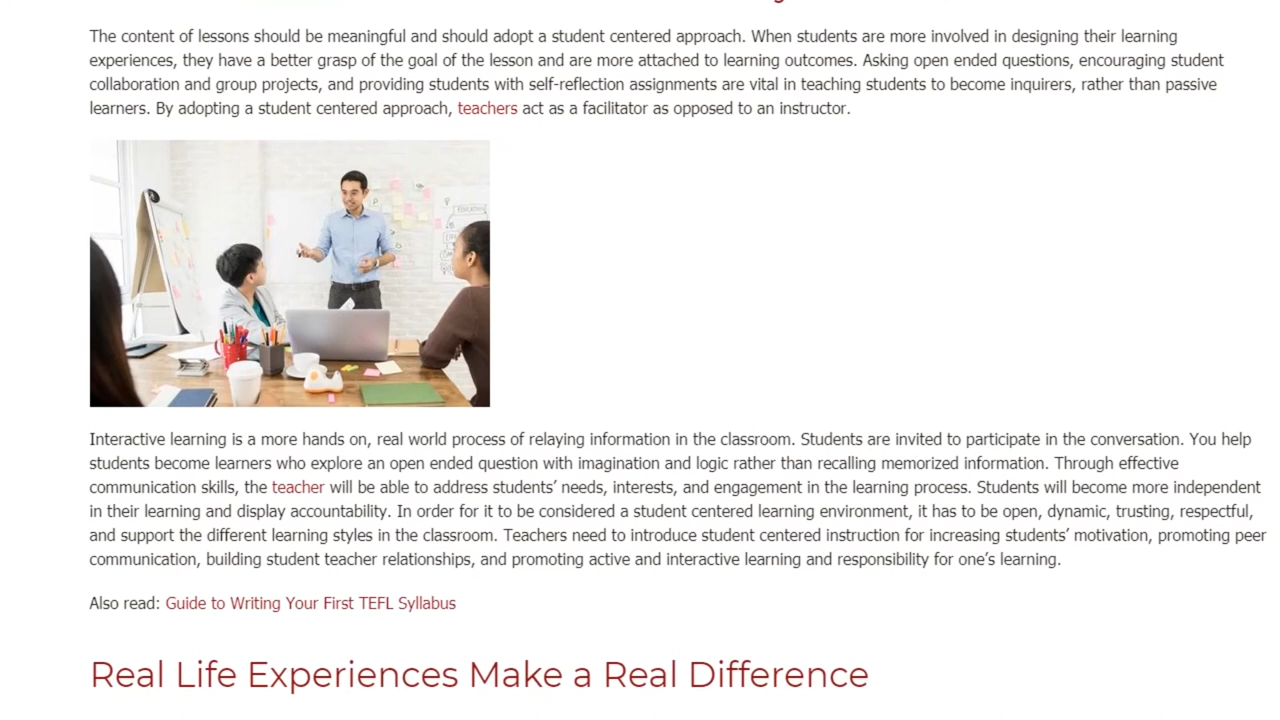 The content of lessons should be meaningful and should adopt a student centered approach. When students are more involved in designing their learning
experiences, they have a better grasp of the goal of the lesson and are more attached to learning outcomes. Asking open ended questions, encouraging student
collaboration and group projects, and providing students with self-reflection assignments are vital in teaching students to become inquirers, rather than passive
learners. By adopting a student centered approach, teachers act as a facilitator as opposed to an instructor.
Interactive learning is a more hands on, real world process of relaying information in the classroom. Students are invited to participate in the conversation. You help
students become learners who explore an open ended question with imagination and logic rather than recalling memorized information. Through effective
communication skills, the teacher will be able to address students’ needs, interests, and engagement in the learning process. Students will become more independent
in their learning and display accountability. In order for it to be considered a student centered learning environment, it has to be open, dynamic, trusting, respectful,
and support the different learning styles in the classroom. Teachers need to introduce student centered instruction for increasing students’ motivation, promoting peer
communication, building student teacher relationships, and promoting active and interactive learning and responsibility for one’s learning.
Also read: Guide to Writing Your First TEFL Syllabus
Real Life Experiences Make a Real Difference